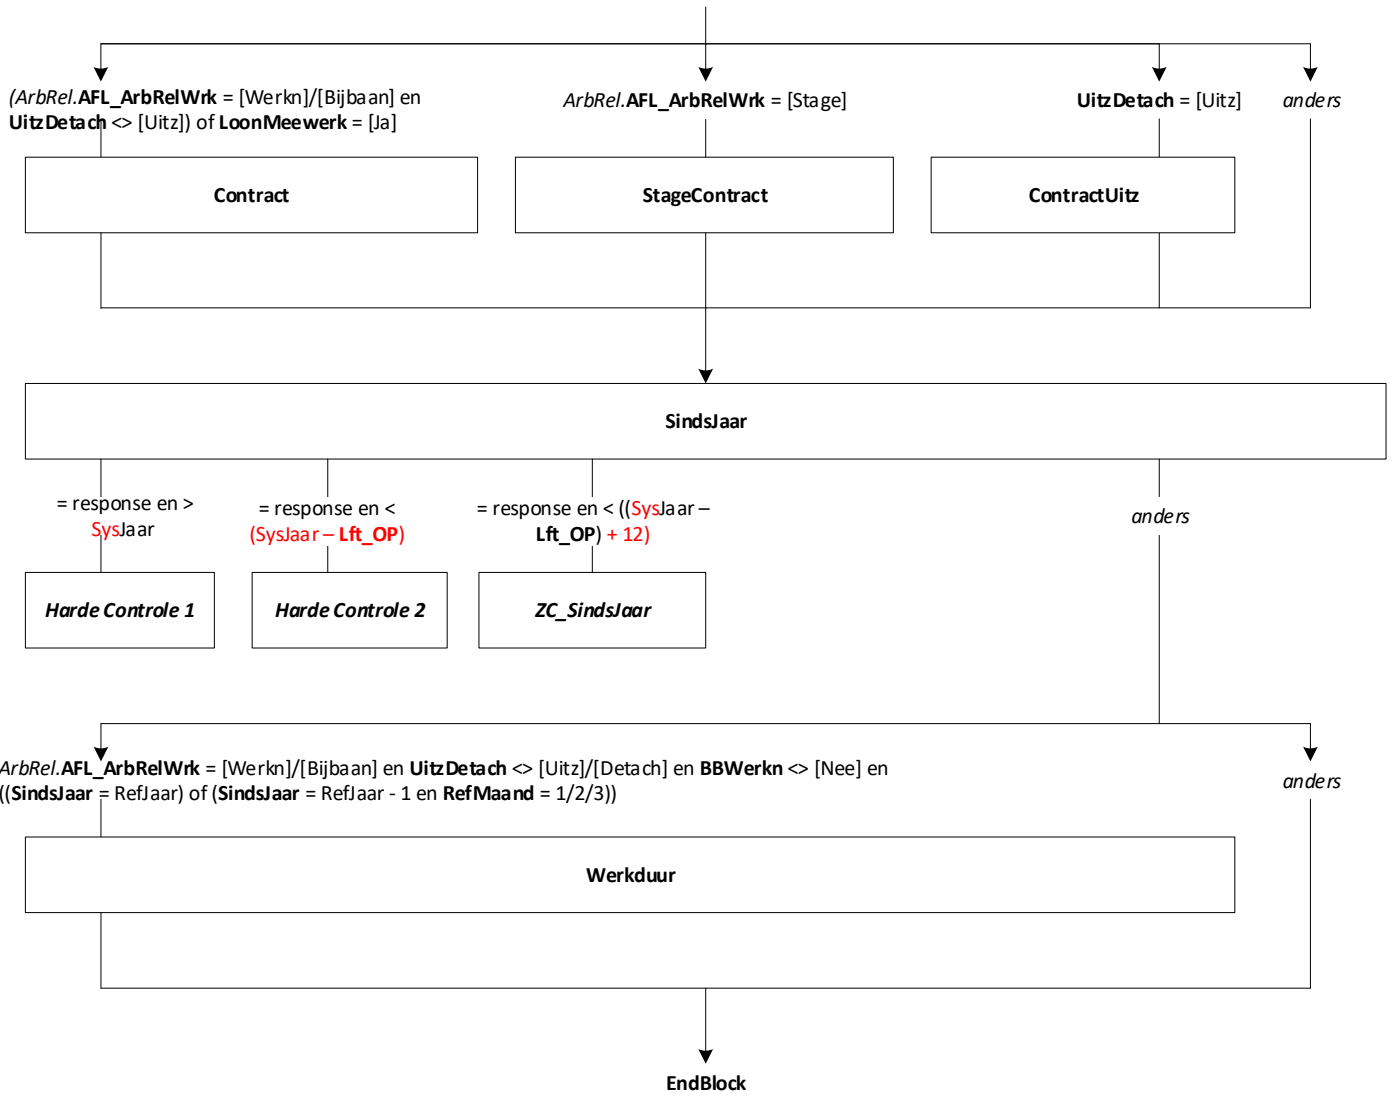 (ArbRel.AFL_ArbRelWrk = [Werkn]/[Bijbaan] en
UitzDetach <> [Uitz]) of LoonMeewerk = [Ja]
ArbRel.AFL_ArbRelWrk = [Stage]
UitzDetach = [Uitz]
anders
Contract
StageContract
ContractUitz
SindsJaar
= response en >
SysJaar
= response en <
(SysJaar – Lft_OP)
= response en < ((SysJaar –
Lft_OP) + 12)
anders
Harde Controle 1
Harde Controle 2
ZC_SindsJaar
ArbRel.AFL_ArbRelWrk = [Werkn]/[Bijbaan] en UitzDetach <> [Uitz]/[Detach] en BBWerkn <> [Nee] en
((SindsJaar = RefJaar) of (SindsJaar = RefJaar - 1 en RefMaand = 1/2/3))
anders
Werkduur
EndBlock